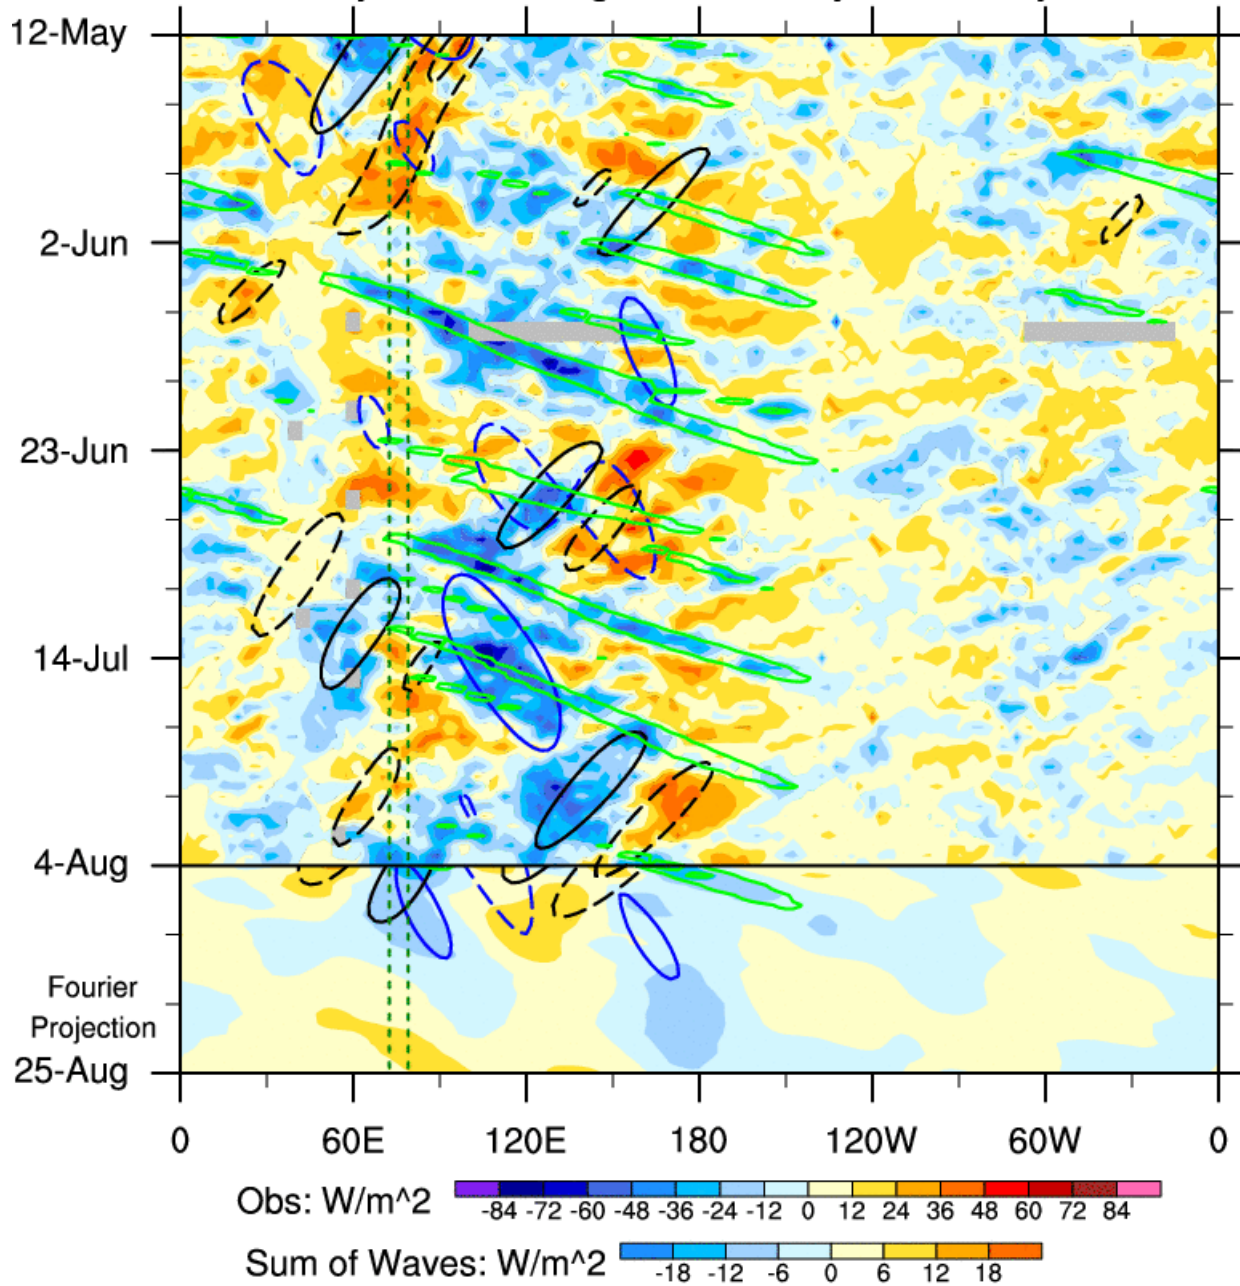 12-May
2-Jun
23-Jun
14-Jul
4-Aug
Fourier
Projection
25-Aug
0 60E 120E 180 120W 60W 0
Obs: W/m^2
-84 -72 -60 -48 -36 -24 -12 0 12 24 36 48 60 72 84
Sum of Waves: W/m^2
-18 -12 -6 0 6 12 18